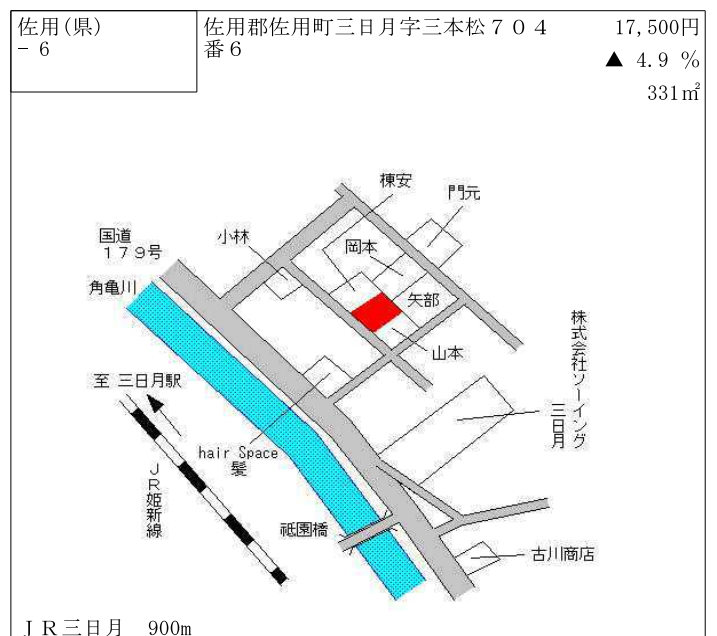 佐用(県)
－６
佐用郡佐用町三日月字三本松７０４
番６
17,500円
▲ 4.9 %
331㎡
棟安
門元
国道
１７９号
小林
岡本
角亀川
矢部
山本
株式会社ソーイング
三日月
至 三日月駅
hair Space
髪
ＪＲ姫新線
祗園橋
古川商店
ＪＲ三日月　900m